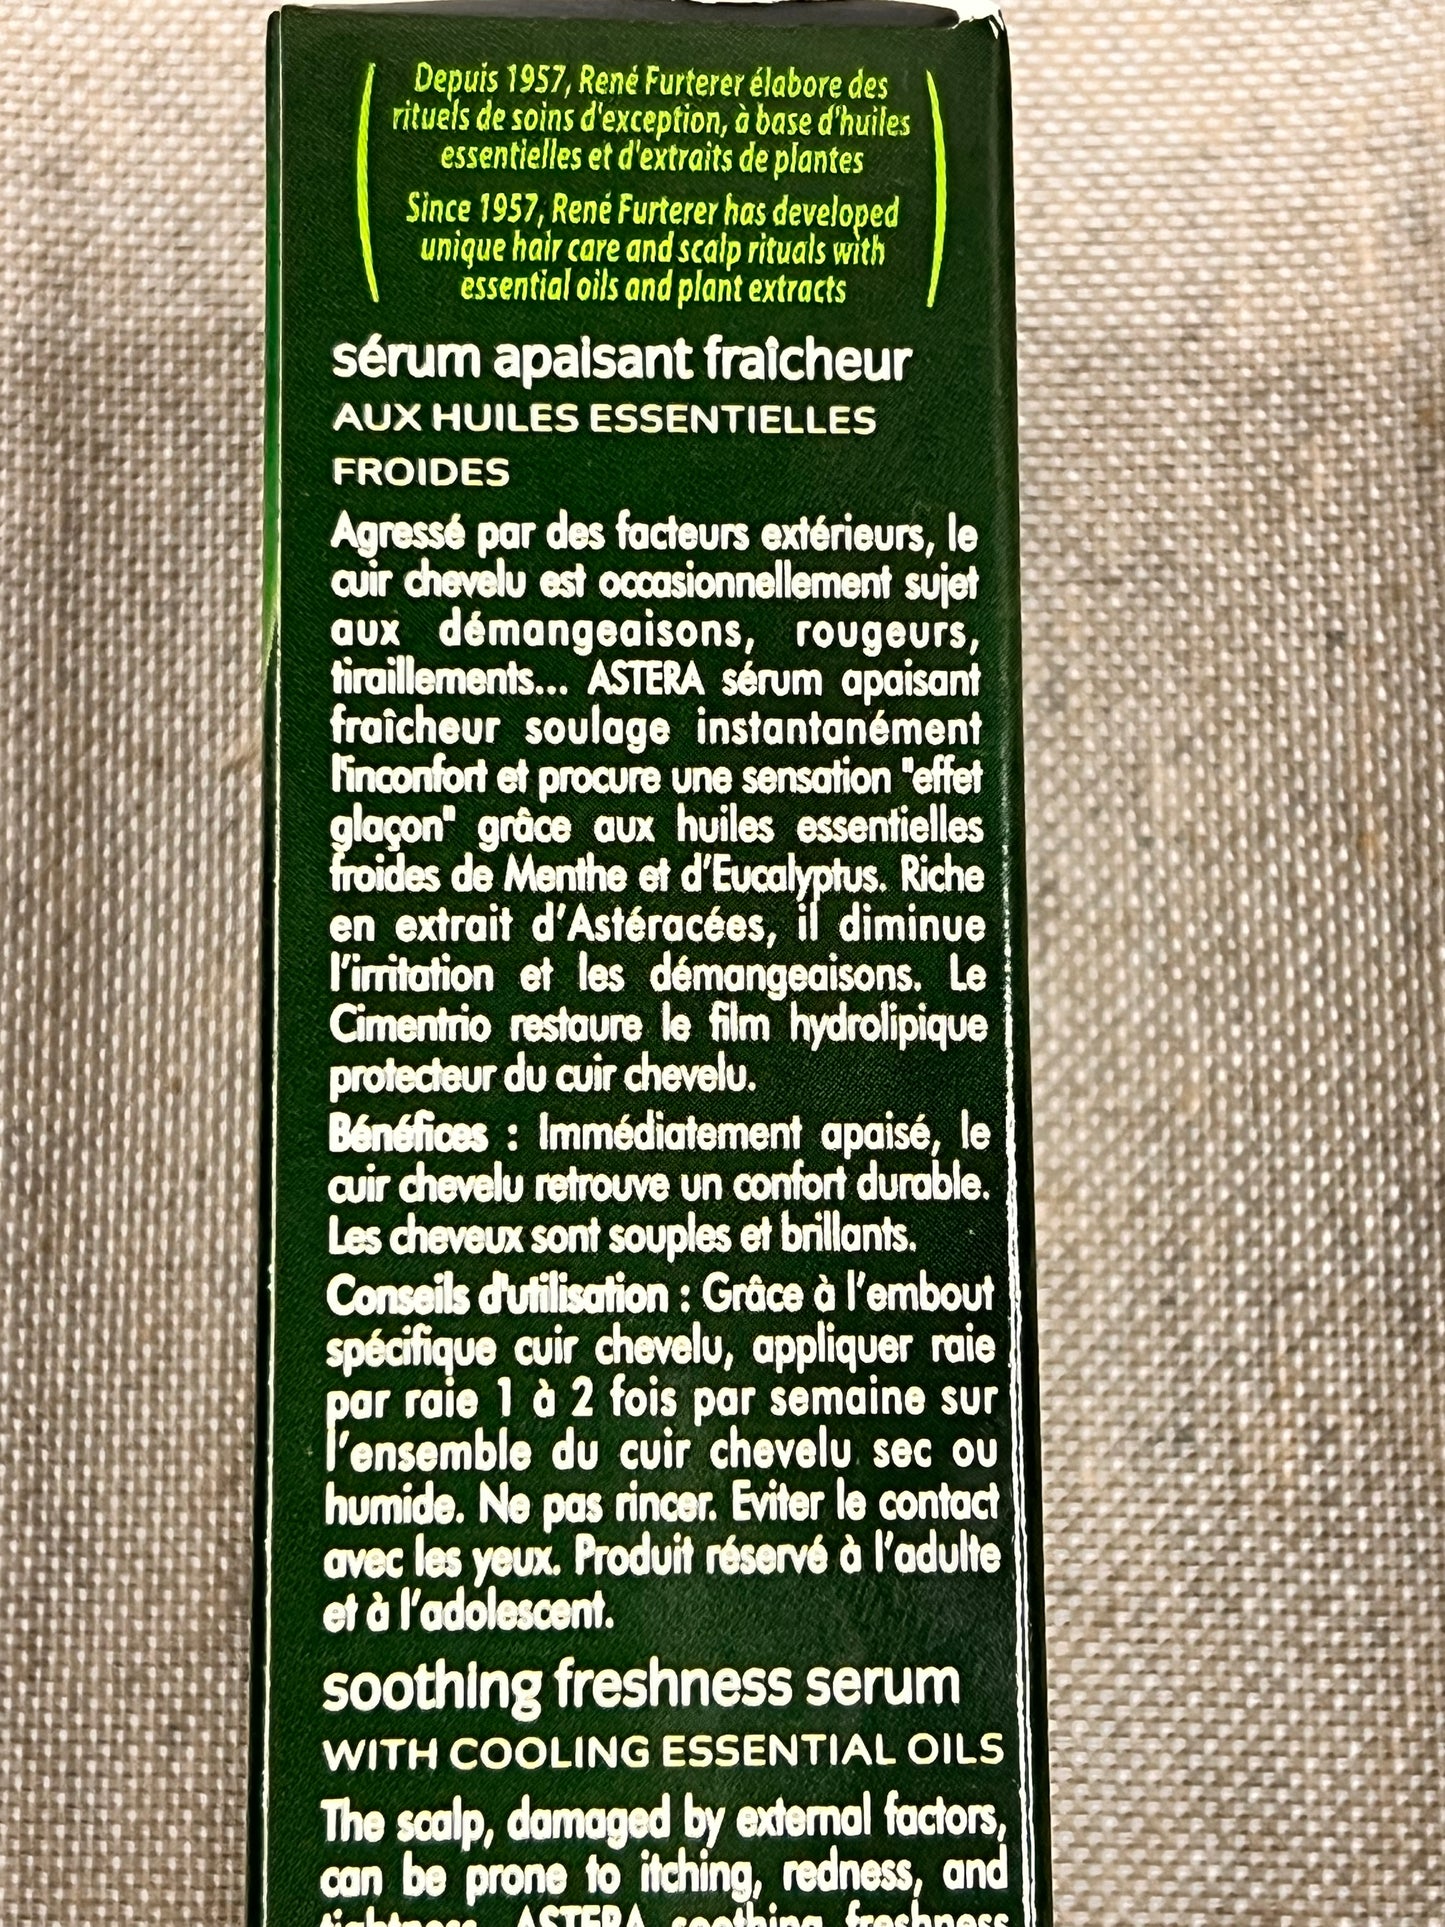 Depuis 1957, René Furterer élabore des
rituels de soins d'exception, à base d'huiles
essentielles et d'extraits de plantes
Since 1957, René Furterer has developed
unique hair care and scalp rituals with
essential oils and plant extracts
sérum apaisant fraîcheur
AUX HUILES ESSENTIELLES
FROIDES
Agressé par des facteurs extérieurs, le
cuir chevelu est occasionnellement sujet
aux démangeaisons, rougeurs,
tiraillements... ASTERA sérum apaisant
fraîcheur soulage instantanément
l'inconfort et procure une sensation "effet
glaçon" grâce aux huiles essentielles
froides de Menthe et d'Eucalyptus. Riche
en extrait d'Astéracées, il diminue
l'irritation et les démangeaisons. Le
Cimentrio restaure le film hydrolipique
protecteur du cuir chevelu.
Bénéfices : Immédiatement apaisé, le
cuir chevelu retrouve un confort durable.
Les cheveux sont souples et brillants.
Conseils d'utilisation : Grâce à l'embout
spécifique cuir chevelu, appliquer raie
par raie 1 à 2 fois par semaine sur
l'ensemble du cuir chevelu sec ou
humide. Ne pas rincer. Eviter le contact
avec les yeux. Produit réservé à l'adulte
et à l'adolescent.
soothing freshness serum
WITH COOLING ESSENTIAL OILS
The scalp, damaged by external factors,
can be prone to itching, redness, and
tightness. ASTERA soothing freshness